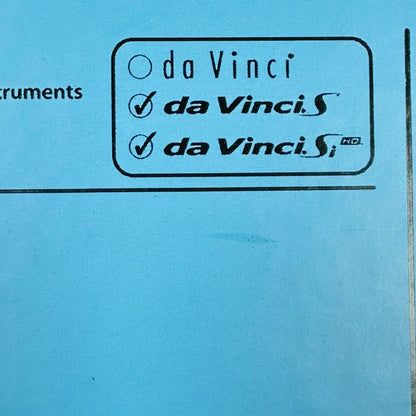 da Vinci
truments
da Vinci.S
da Vinci.Si HD